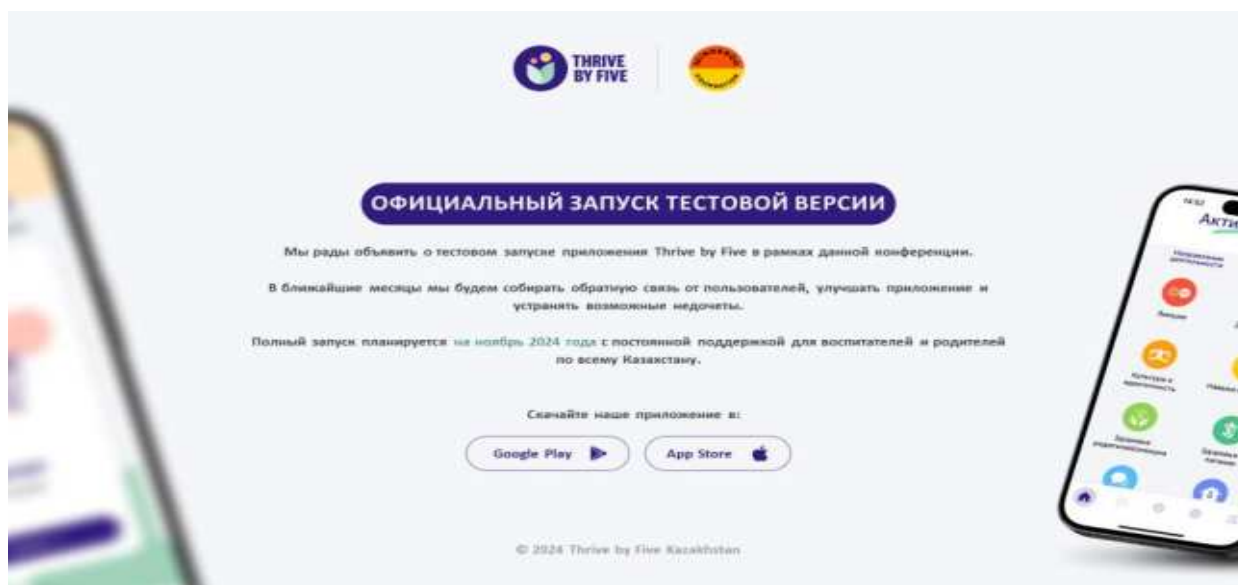 THRIVE
BY FIVE
ОФИЦИАЛЬНЫЙ ЗАПУСК ТЕСТОВОЙ ВЕРСИИ
Мы рады объявить о тестовом запуске приложения Thrive by Five в рамках данной конференции.
В ближайшие месяцы мы будем собирать обратную связь от пользователей, улучшать приложение и
устранять возможные недочеты.
Полный запуск планируется на ноябрь 2024 года с постоянной поддержкой для воспитателей и родителей
по всему Казахстану.
Скачайте наше приложение в:
Google Play
App Store
© 2024 Thrive by Five Kazakhstan
14:52
Акти